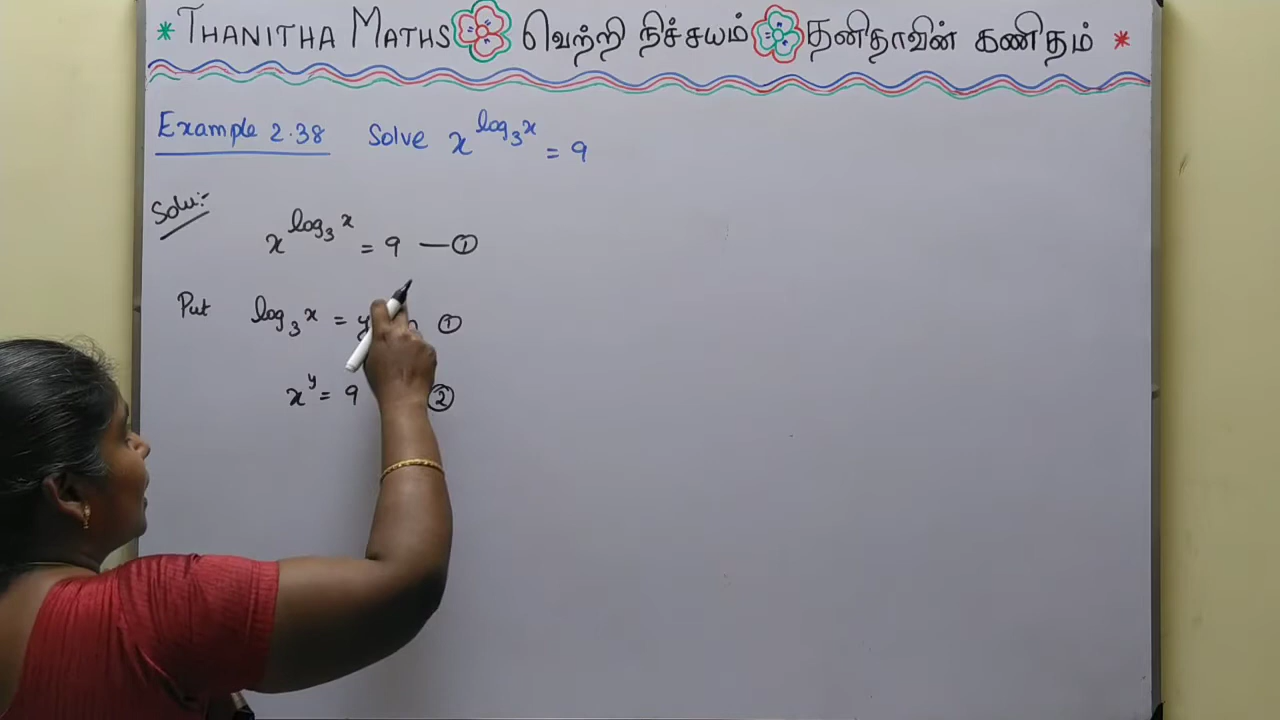 * THANITHA MATHS வெற்றி நிச்சயம் தனிதாவின் கணிதம் *
Example 2.38 Solve x^{log_3 x} = 9
Solu:-
x^{log_3 x} = 9 — ①
Put log_3 x = y ①
x^y = 9 ②